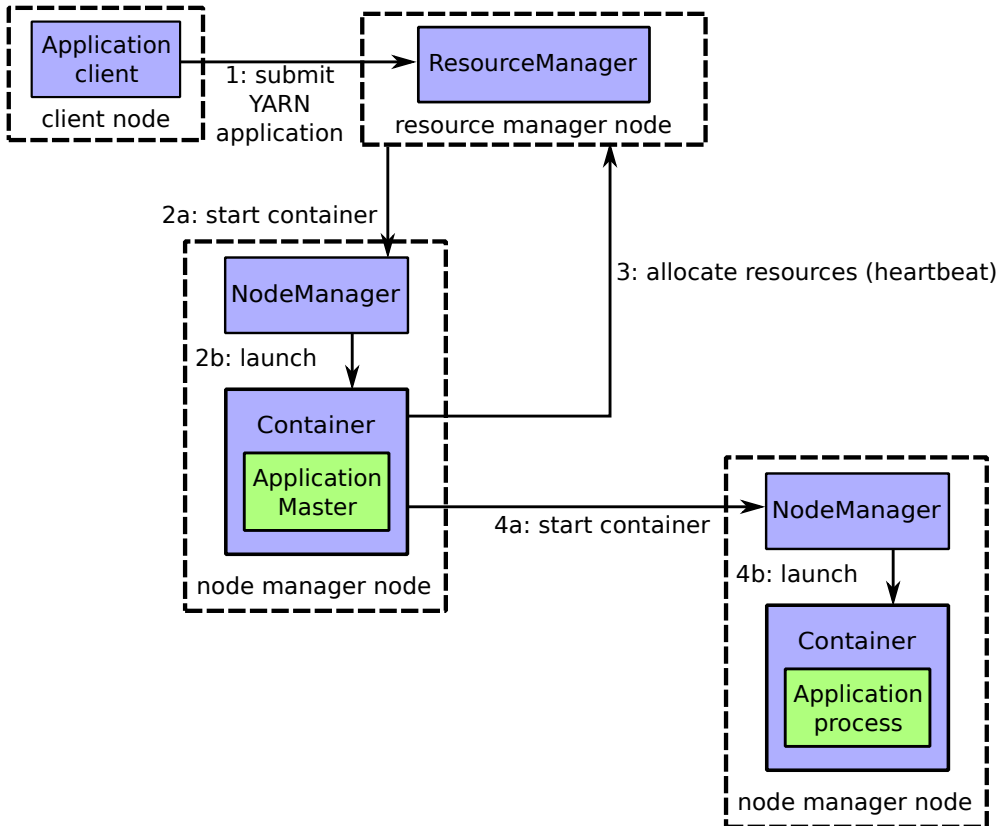 Application
client
client node
1: submit
YARN
application
ResourceManager
resource manager node
2a: start container
NodeManager
2b: launch
Container
Application
Master
node manager node
3: allocate resources (heartbeat)
4a: start container
NodeManager
4b: launch
Container
Application
process
node manager node